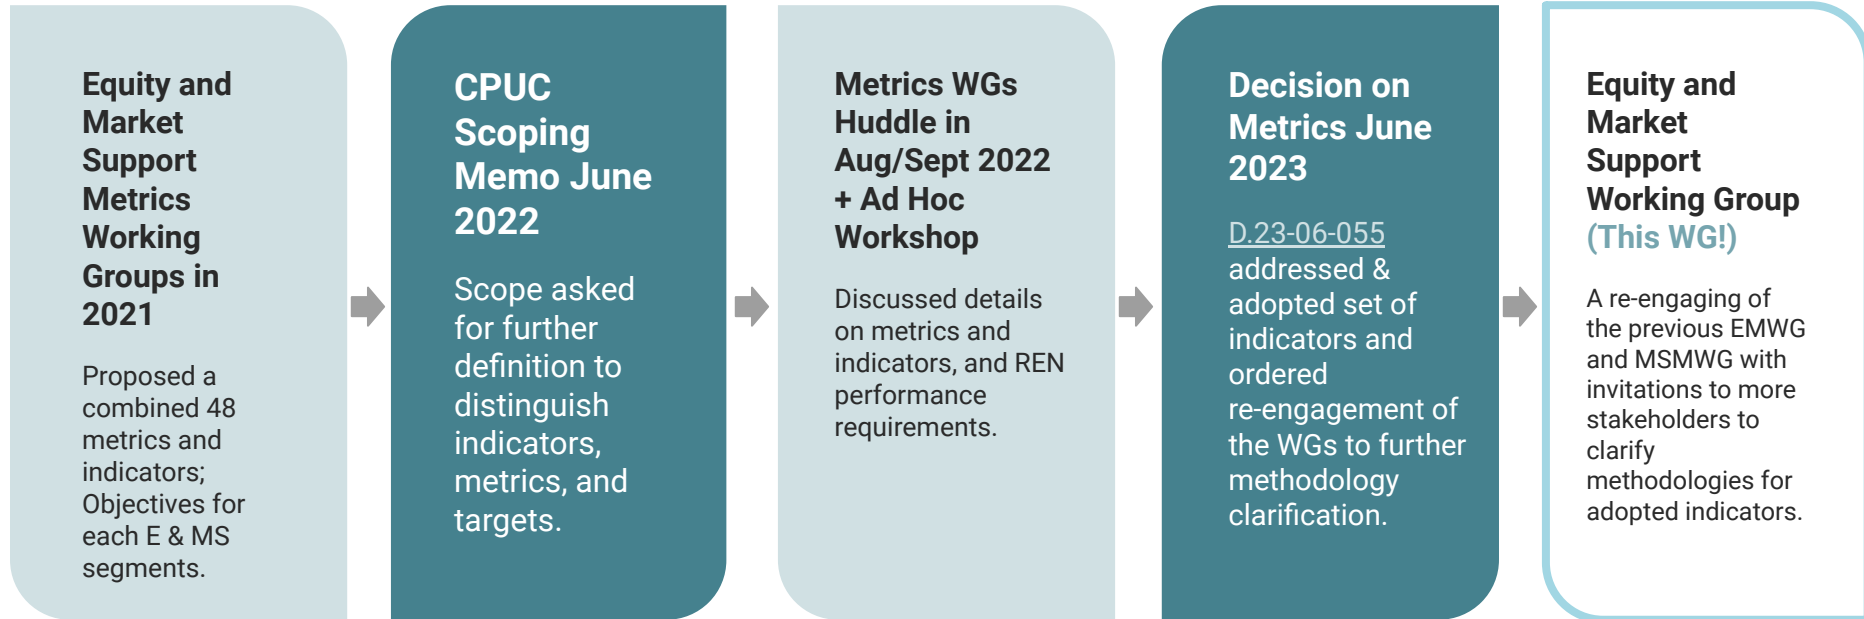 Equity and
Market
Support
Metrics
Working
Groups in
2021
Proposed a
combined 48
metrics and
indicators;
Objectives for
each E & MS
segments.
CPUC
Scoping
Memo June
2022
Scope asked
for further
definition to
distinguish
indicators,
metrics, and
targets.
Metrics WGs
Huddle in
Aug/Sept 2022
+ Ad Hoc
Workshop
Discussed details
on metrics and
indicators, and REN
performance
requirements.
Decision on
Metrics June
2023
D.23-06-055
addressed &
adopted set of
indicators and
ordered
re-engagement of
the WGs to further
methodology
clarification.
Equity and
Market
Support
Working Group
(This WG!)
A re-engaging of
the previous EMWG
and MSMWG with
invitations to more
stakeholders to
clarify
methodologies for
adopted indicators.